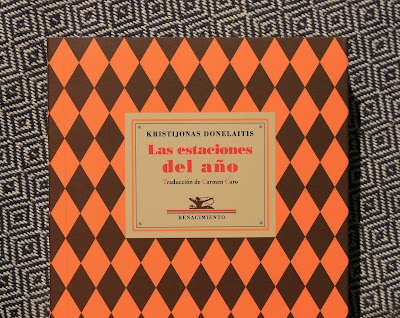 KRISTIJONAS DONELAITIS
Las estaciones
del año
Traducción de Carmen Caro
RENACIMIENTO